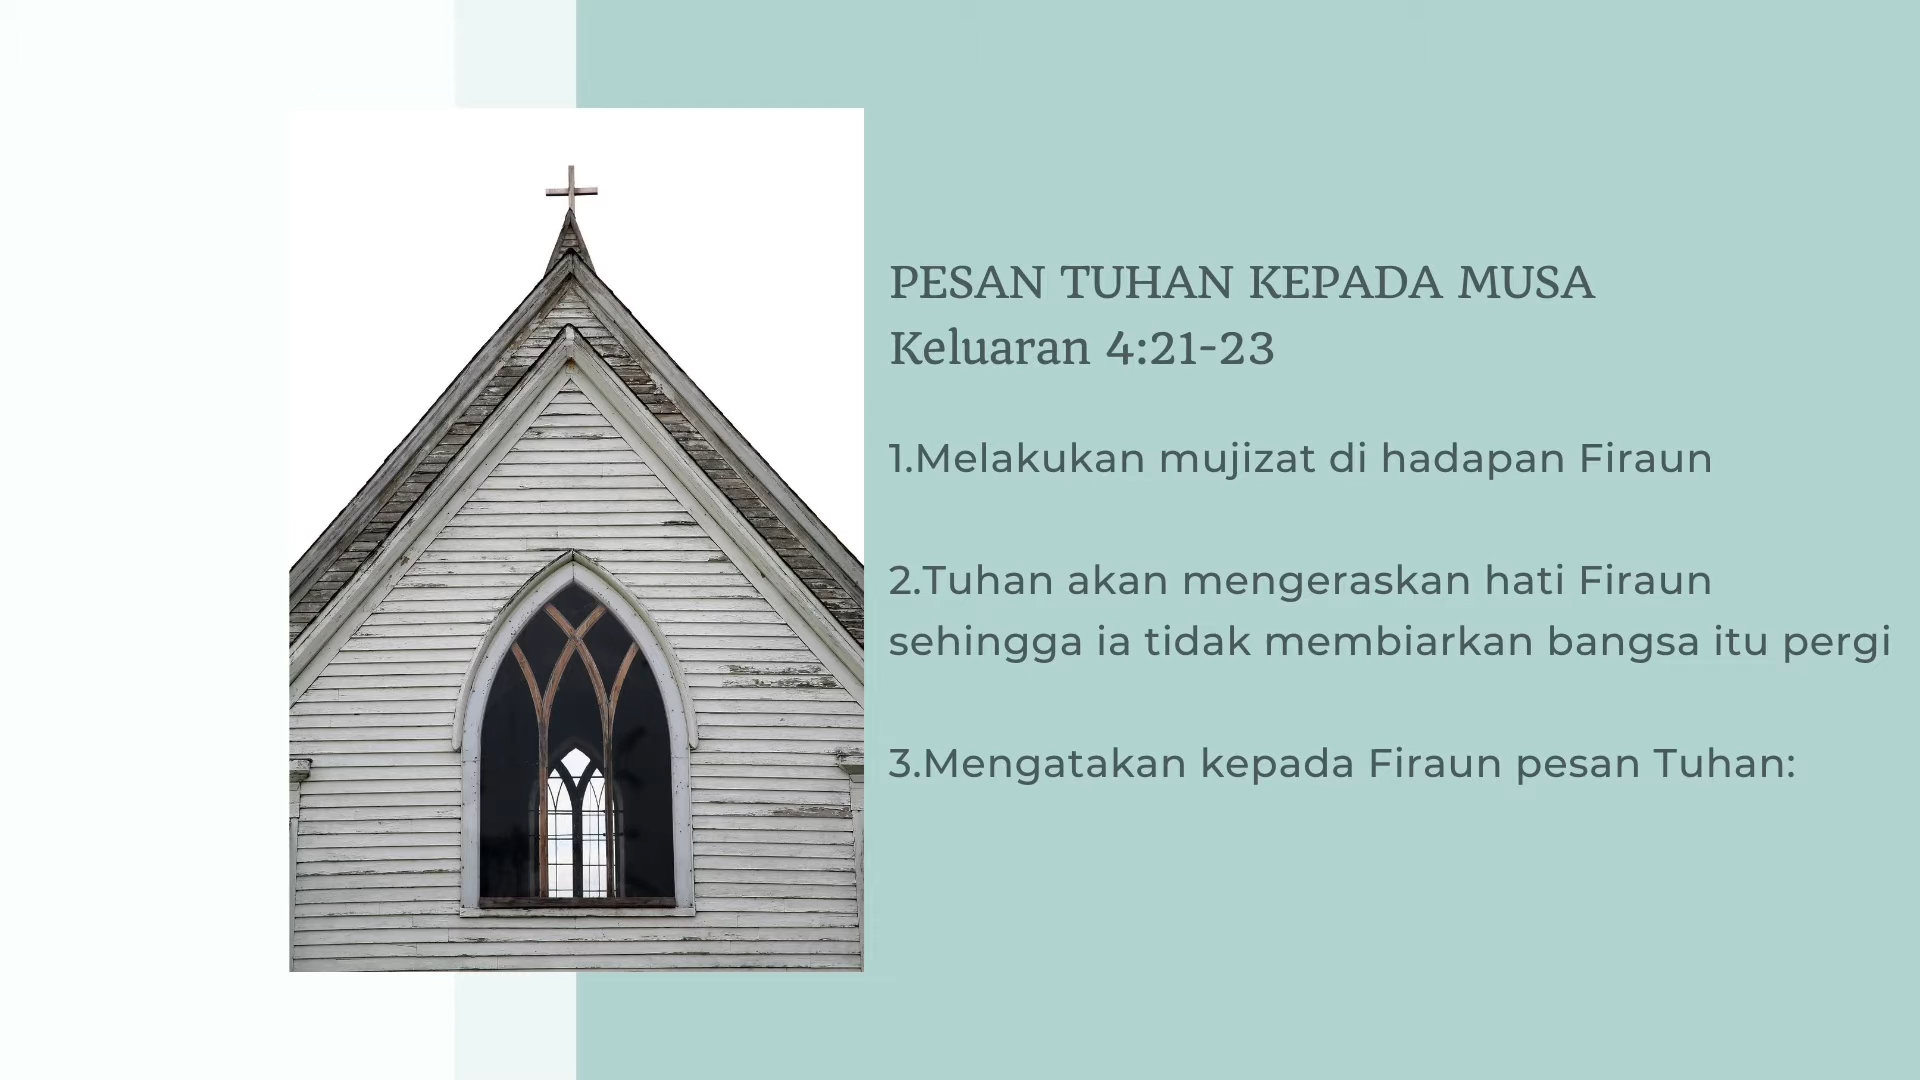 PESAN TUHAN KEPADA MUSA
Keluaran 4:21-23
1.Melakukan mujizat di hadapan Firaun
2.Tuhan akan mengeraskan hati Firaun
sehingga ia tidak membiarkan bangsa itu pergi
3.Mengatakan kepada Firaun pesan Tuhan: